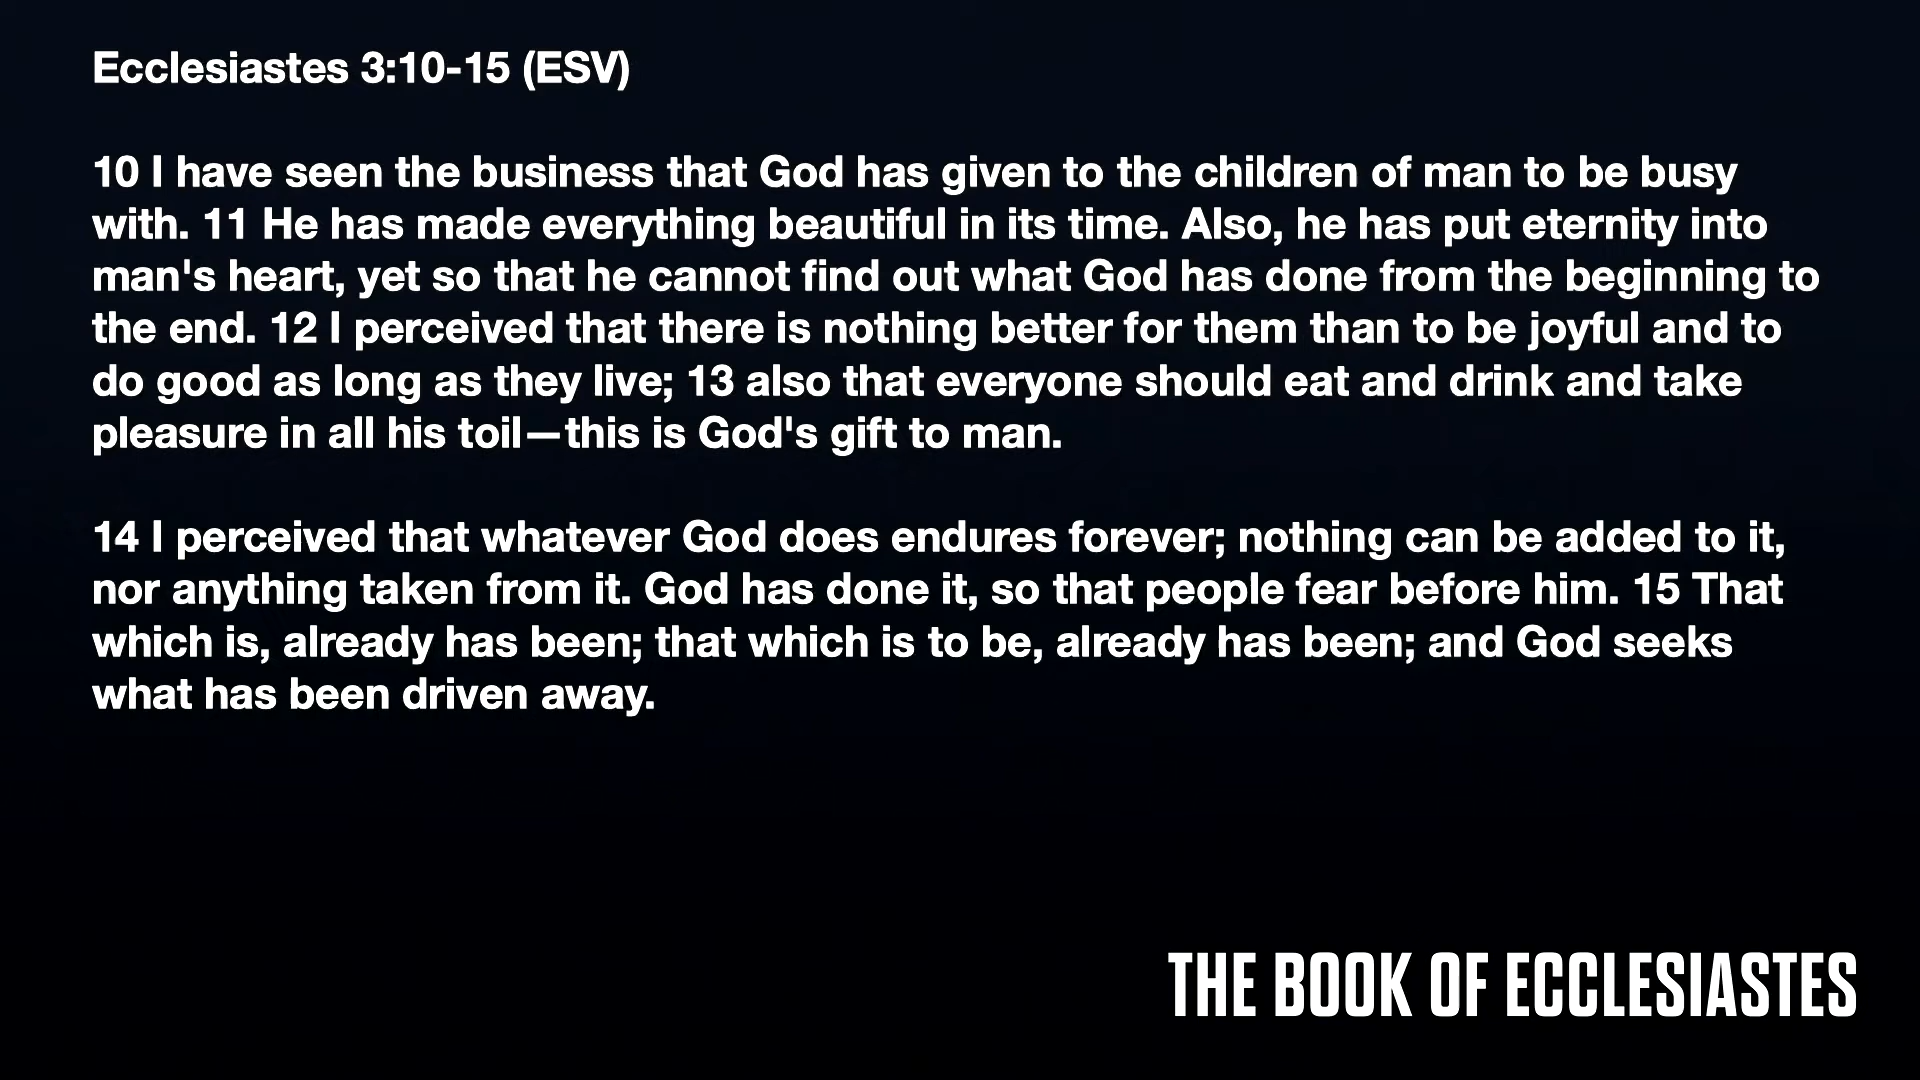 Ecclesiastes 3:10-15 (ESV)
10 I have seen the business that God has given to the children of man to be busy
with. 11 He has made everything beautiful in its time. Also, he has put eternity into
man's heart, yet so that he cannot find out what God has done from the beginning to
the end. 12 I perceived that there is nothing better for them than to be joyful and to
do good as long as they live; 13 also that everyone should eat and drink and take
pleasure in all his toil—this is God's gift to man.
14 I perceived that whatever God does endures forever; nothing can be added to it,
nor anything taken from it. God has done it, so that people fear before him. 15 That
which is, already has been; that which is to be, already has been; and God seeks
what has been driven away.
THE BOOK OF ECCLESIASTES